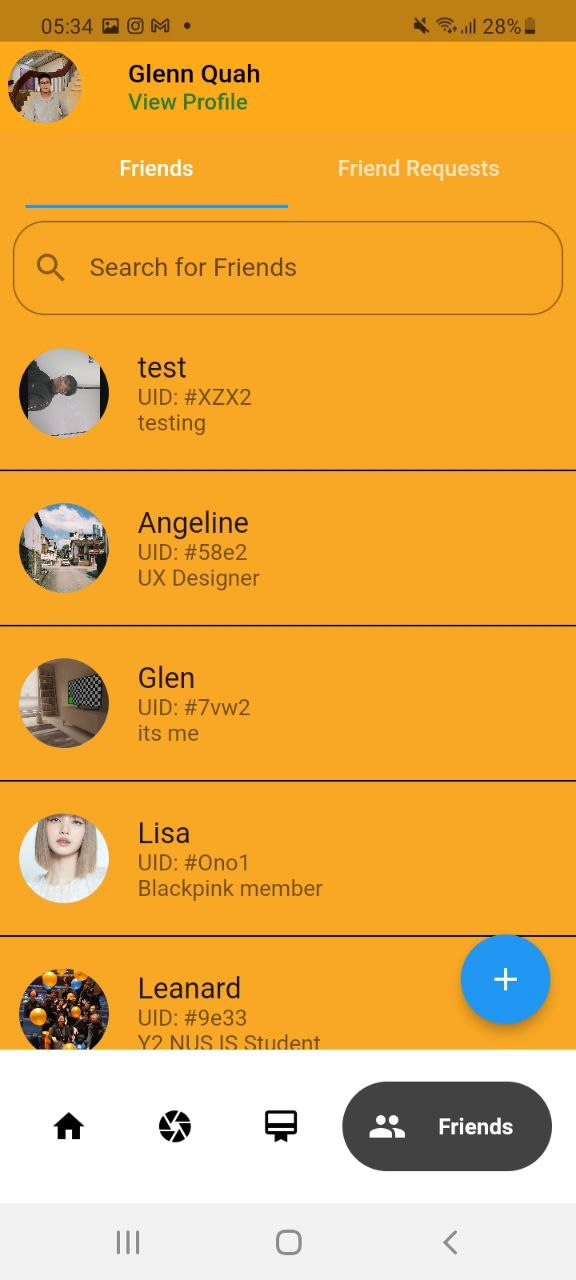 05:34 28%
Glenn Quah
View Profile
Friends Friend Requests
Search for Friends
test
UID: #XZX2
testing
Angeline
UID: #58e2
UX Designer
Glen
UID: #7vw2
its me
Lisa
UID: #Ono1
Blackpink member
Leanard
UID: #9e33
Y2 NUS IS Student
Friends